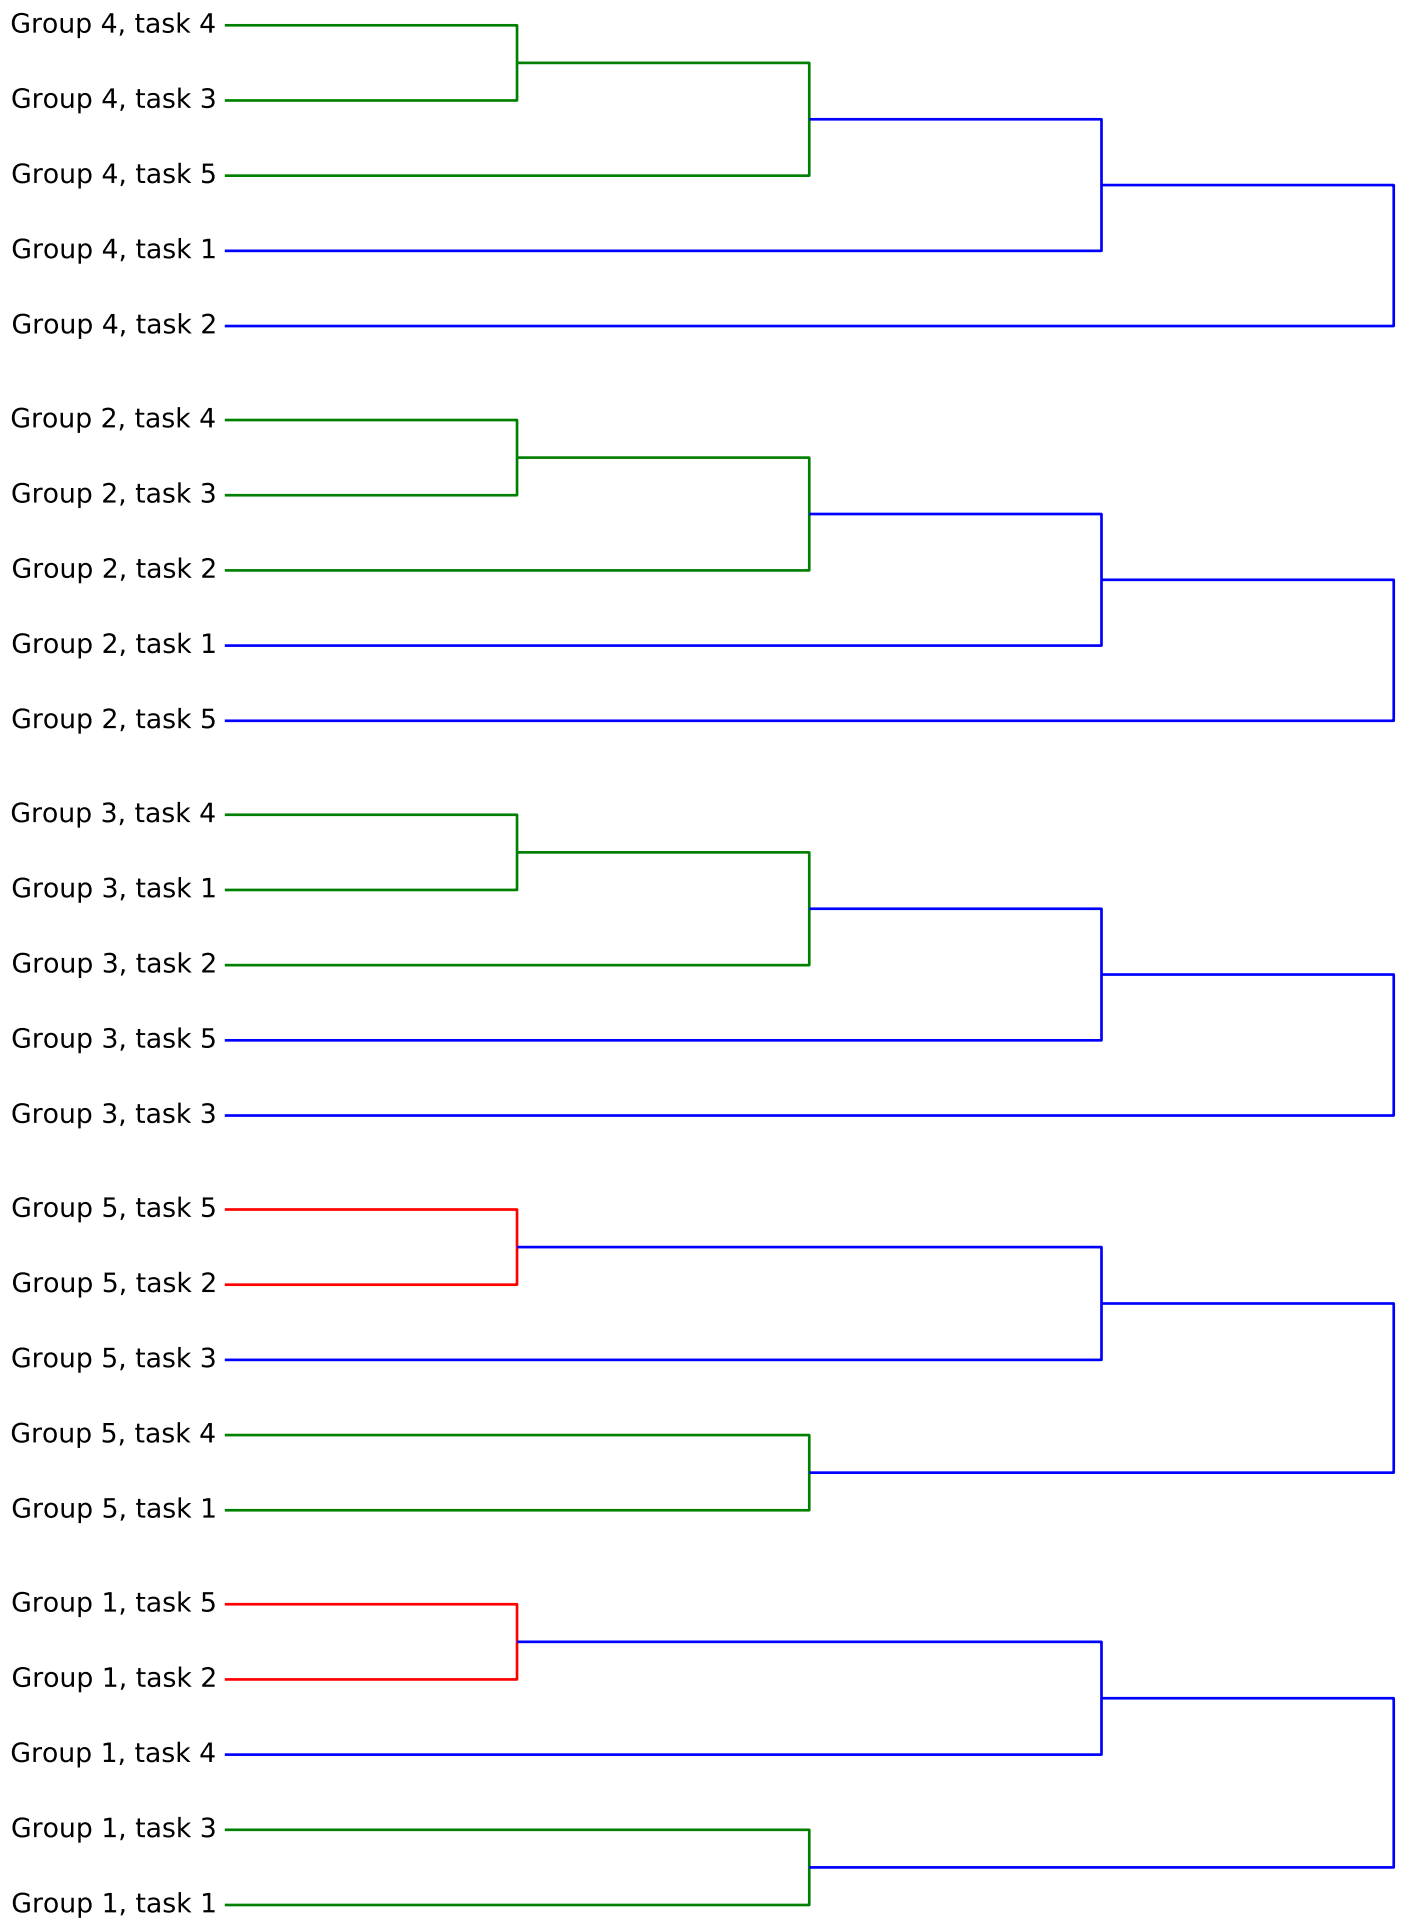 Group 4, task 4
Group 4, task 3
Group 4, task 5
Group 4, task 1
Group 4, task 2
Group 2, task 4
Group 2, task 3
Group 2, task 2
Group 2, task 1
Group 2, task 5
Group 3, task 4
Group 3, task 1
Group 3, task 2
Group 3, task 5
Group 3, task 3
Group 5, task 5
Group 5, task 2
Group 5, task 3
Group 5, task 4
Group 5, task 1
Group 1, task 5
Group 1, task 2
Group 1, task 4
Group 1, task 3
Group 1, task 1